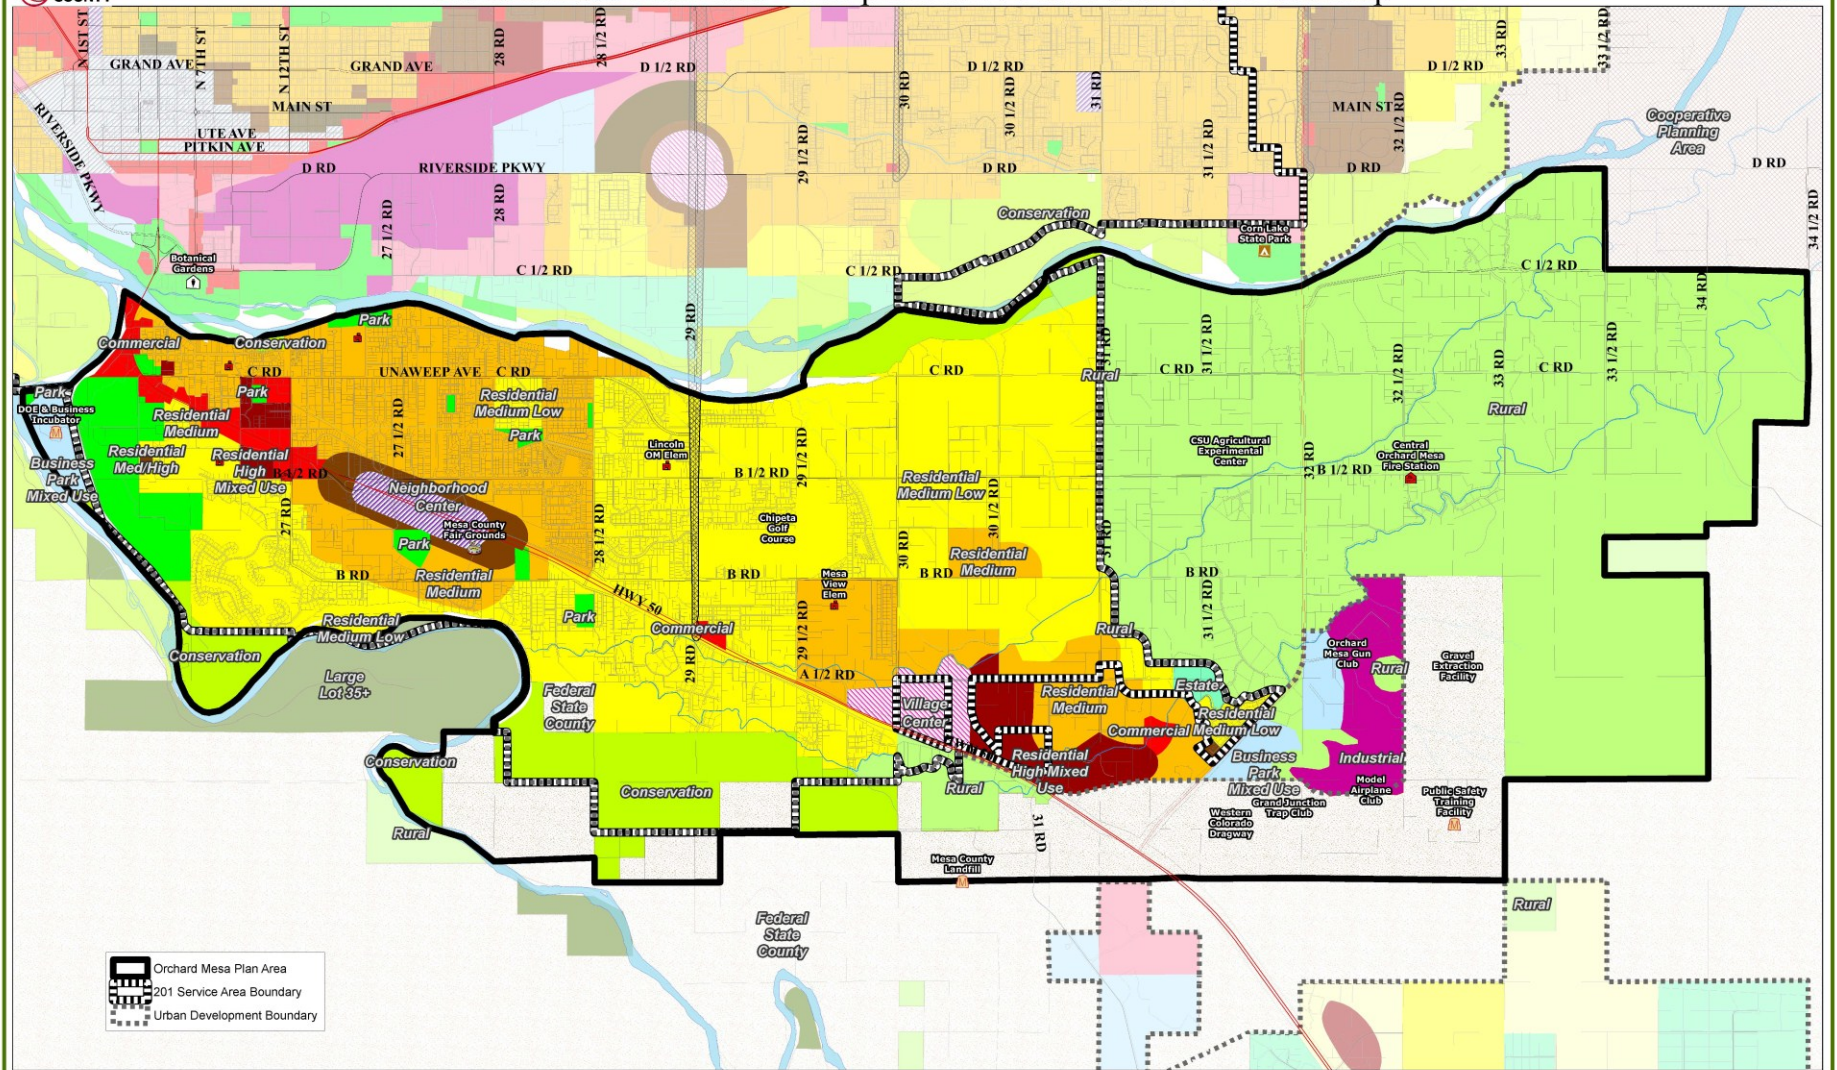 N 1ST ST
N 7TH ST
N 12TH ST
28 RD
28 1/2 RD
33 RD
33 1/2 RD
GRAND AVE
GRAND AVE
D 1/2 RD
D 1/2 RD
D 1/2 RD
30 RD
30 1/2 RD
31 RD
MAIN ST
MAIN ST
32 1/2 RD
RIVERSIDE PKWY
UTE AVE
PITKIN AVE
Cooperative
Planning
Area
D RD
RIVERSIDE PKWY
29 1/2 RD
D RD
31 1/2 RD
D RD
D RD
27 1/2 RD
28 RD
Conservation
34 1/2 RD
Corn Lake
State Park
Botanical
Gardens
C 1/2 RD
C 1/2 RD
C 1/2 RD
34 RD
29 RD
Park
Commercial
Conservation
31 RD
31 1/2 RD
32 1/2 RD
33 RD
33 1/2 RD
C RD
UNAWEEP AVE
C RD
C RD
Rural
C RD
C RD
Park
DOE & Business
Incubator
Park
Residential
Medium
Residential
Medium Low
27 1/2 RD
Park
Rural
Residential
Med/High
Residential
High
Mixed Use
Business
Park
Mixed Use
B 1/2 RD
Lincoln
OM Elem
B 1/2 RD
29 1/2 RD
Residential
Medium Low
30 1/2 RD
CSU Agricultural
Experimental
Center
32 RD
B 1/2 RD
Central
Orchard Mesa
Fire Station
Neighborhood
Center
Mesa County
Fair Grounds
27 RD
28 1/2 RD
Chipeta
Golf
Course
30 RD
31 RD
Park
Residential
Medium
B RD
Residential
Medium
B RD
B RD
B RD
Mesa
View
Elem
HWY 50
Park
Residential
Medium Low
Commercial
29 1/2 RD
Rural
31 1/2 RD
Conservation
29 RD
A 1/2 RD
Orchard
Mesa Gun
Club
Rural
Gravel
Extraction
Facility
Large
Lot 35+
Federal
State
County
Village
Center
Residential
Medium
Estate
Residential
Medium Low
Commercial
Conservation
Residential
High Mixed
Use
Business
Park
Mixed Use
Industrial
Conservation
Rural
Model
Airplane
Club
Grand Junction
Trap Club
Western
Colorado
Dragway
Public Safety
Training
Facility
Rural
31 RD
Mesa County
Landfill
Federal
State
County
Rural
Orchard Mesa Plan Area
201 Service Area Boundary
Urban Development Boundary